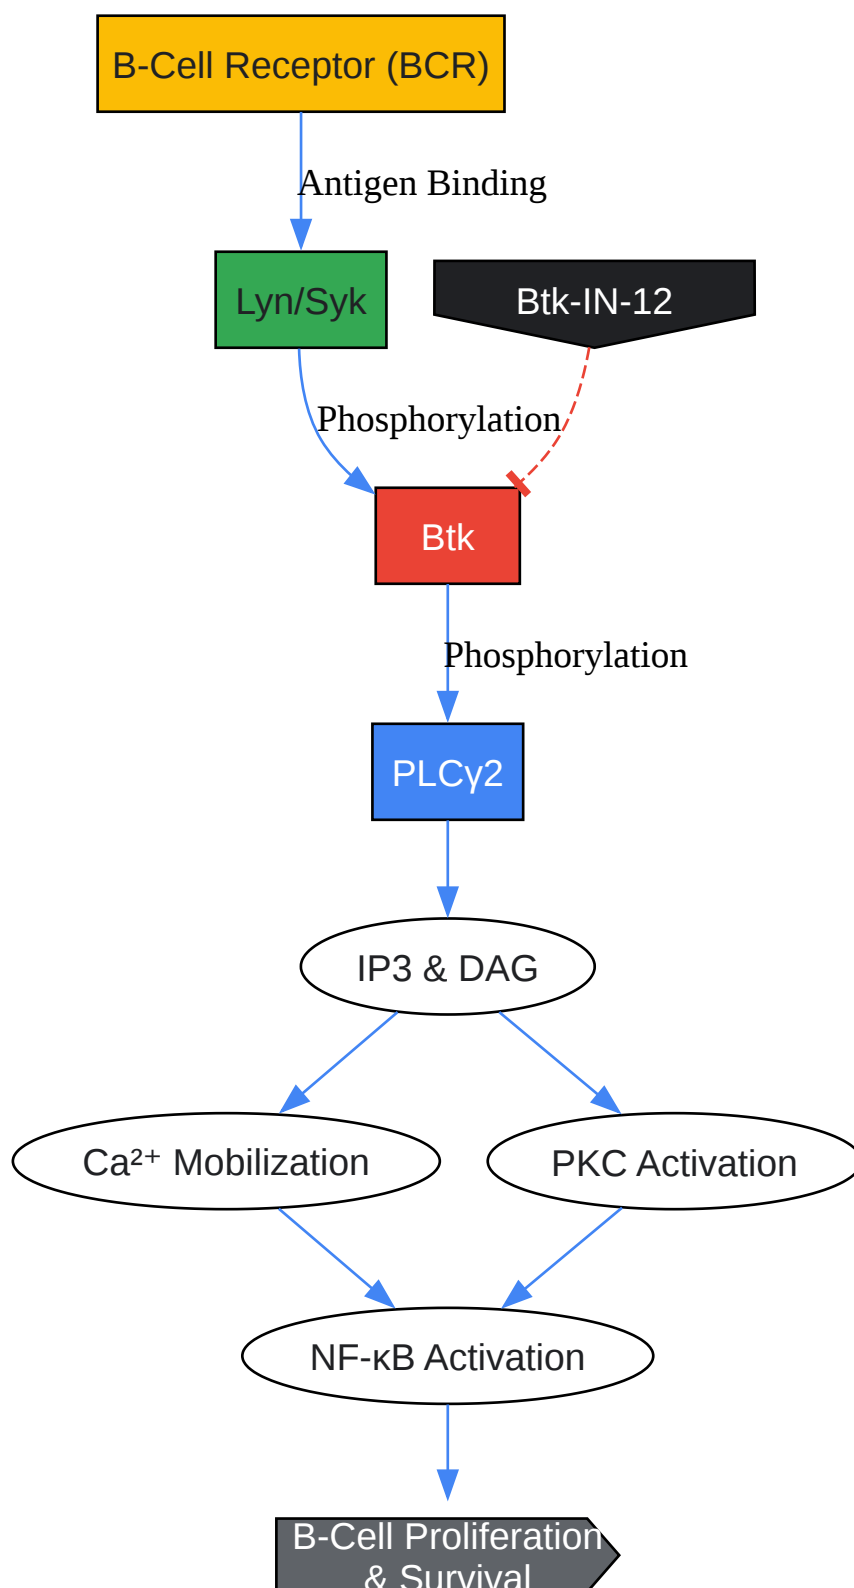 B-Cell Receptor (BCR)
Antigen Binding
Lyn/Syk
Btk-IN-12
Phosphorylation
Btk
Phosphorylation
PLCγ2
IP3 & DAG
Ca²⁺ Mobilization
PKC Activation
NF-κB Activation
B-Cell Proliferation
& Survival